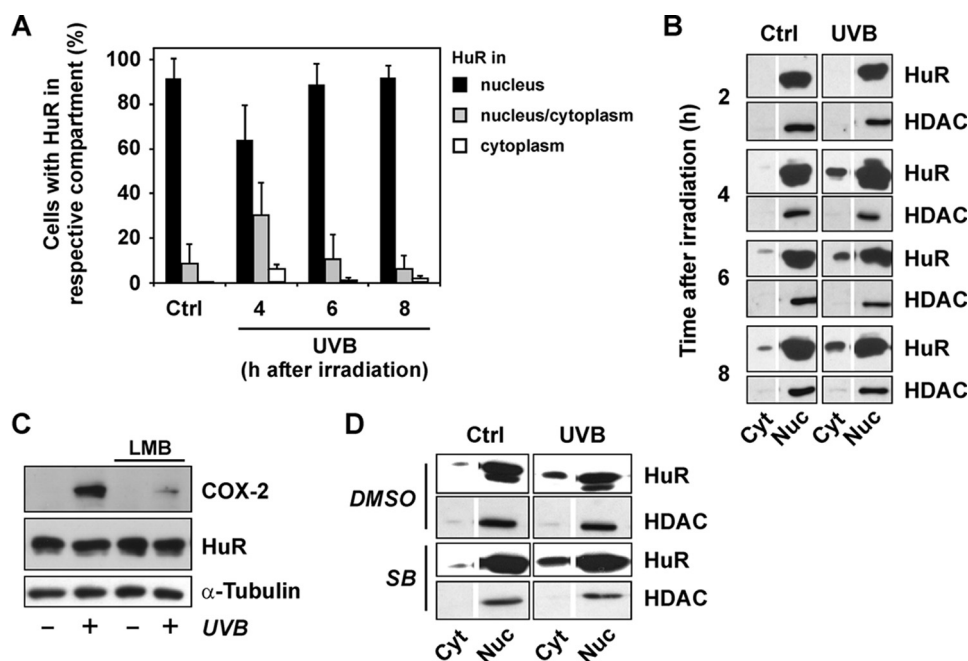 A
Cells with HuR in
respective compartment (%)
100
80
60
40
20
0
Ctrl
4
6
8
UVB
(h after irradiation)
HuR in
nucleus
nucleus/cytoplasm
cytoplasm
B
Ctrl
UVB
Time after irradiation (h)
2
HuR
HDAC
4
HuR
HDAC
6
HuR
HDAC
8
HuR
HDAC
Cyt
Nuc
Cyt
Nuc
C
LMB
COX-2
HuR
α-Tubulin
– + – + UVB
D
Ctrl
UVB
DMSO
HuR
HDAC
SB
HuR
HDAC
Cyt
Nuc
Cyt
Nuc